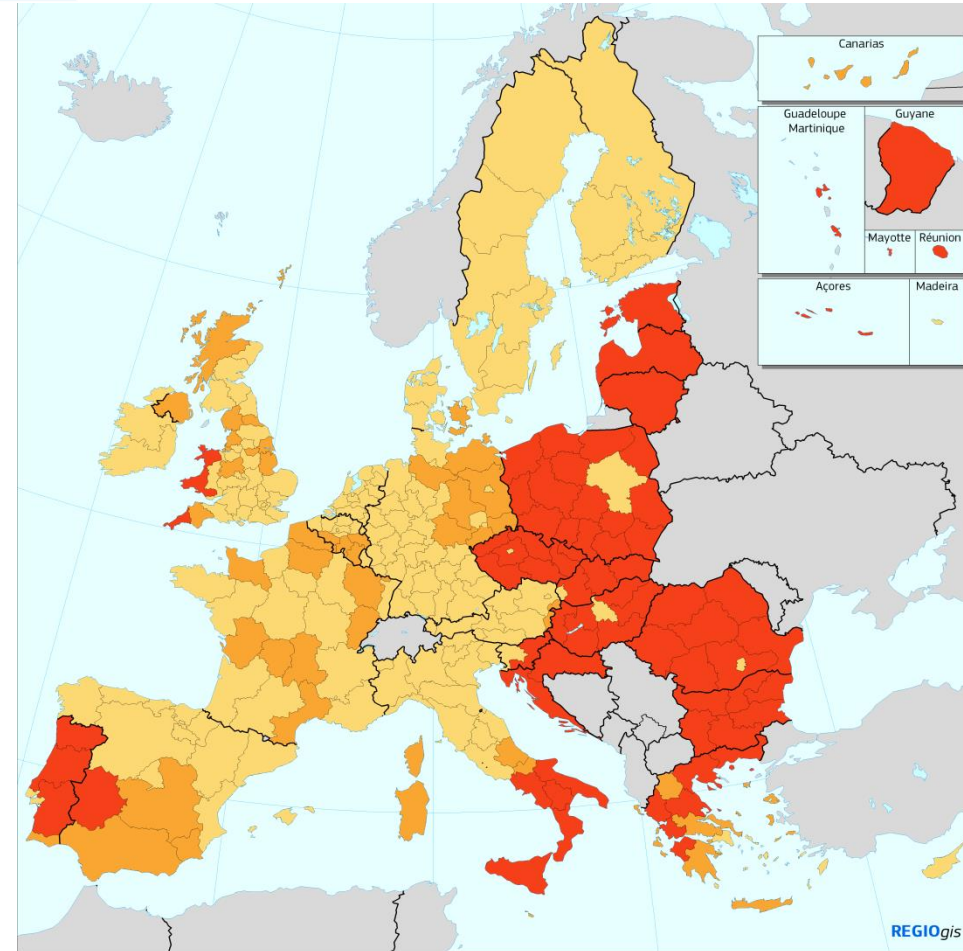 Canarias
Guadeloupe
Martinique
Guyane
Mayotte
Réunion
Açores
Madeira
REGIOgis